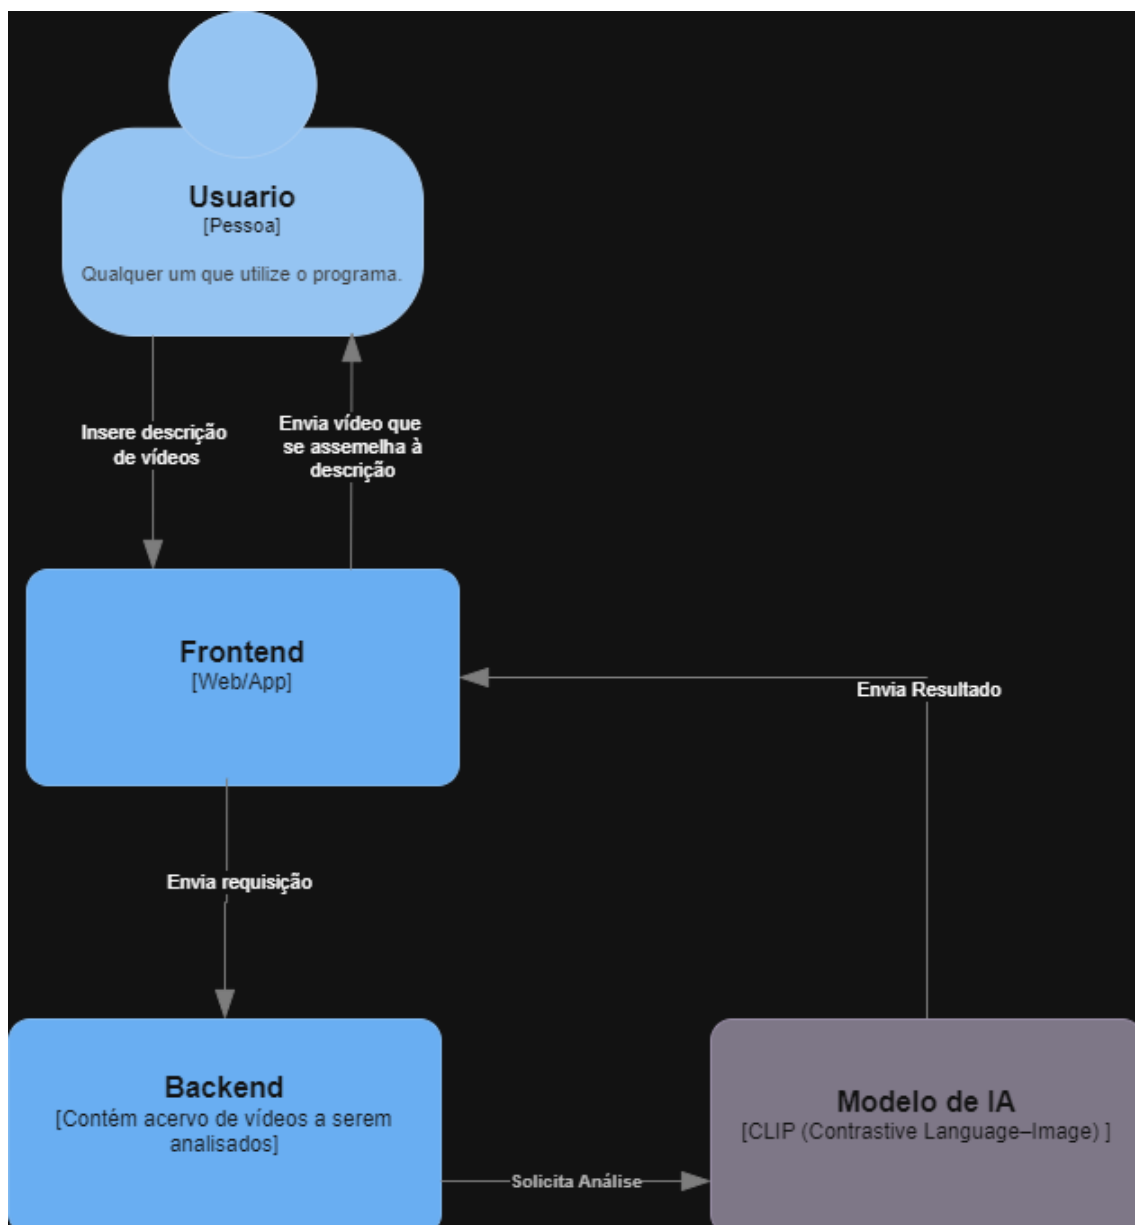 Usuario
[Pessoa]
Qualquer um que utilize o programa.
Insere descrição
de vídeos
Envia vídeo que
se assemelha à
descrição
Frontend
[Web/App]
Envia Resultado
Envia requisição
Backend
[Contém acervo de vídeos a serem
analisados]
Modelo de IA
[CLIP (Contrastive Language–Image) ]
Solicita Análise